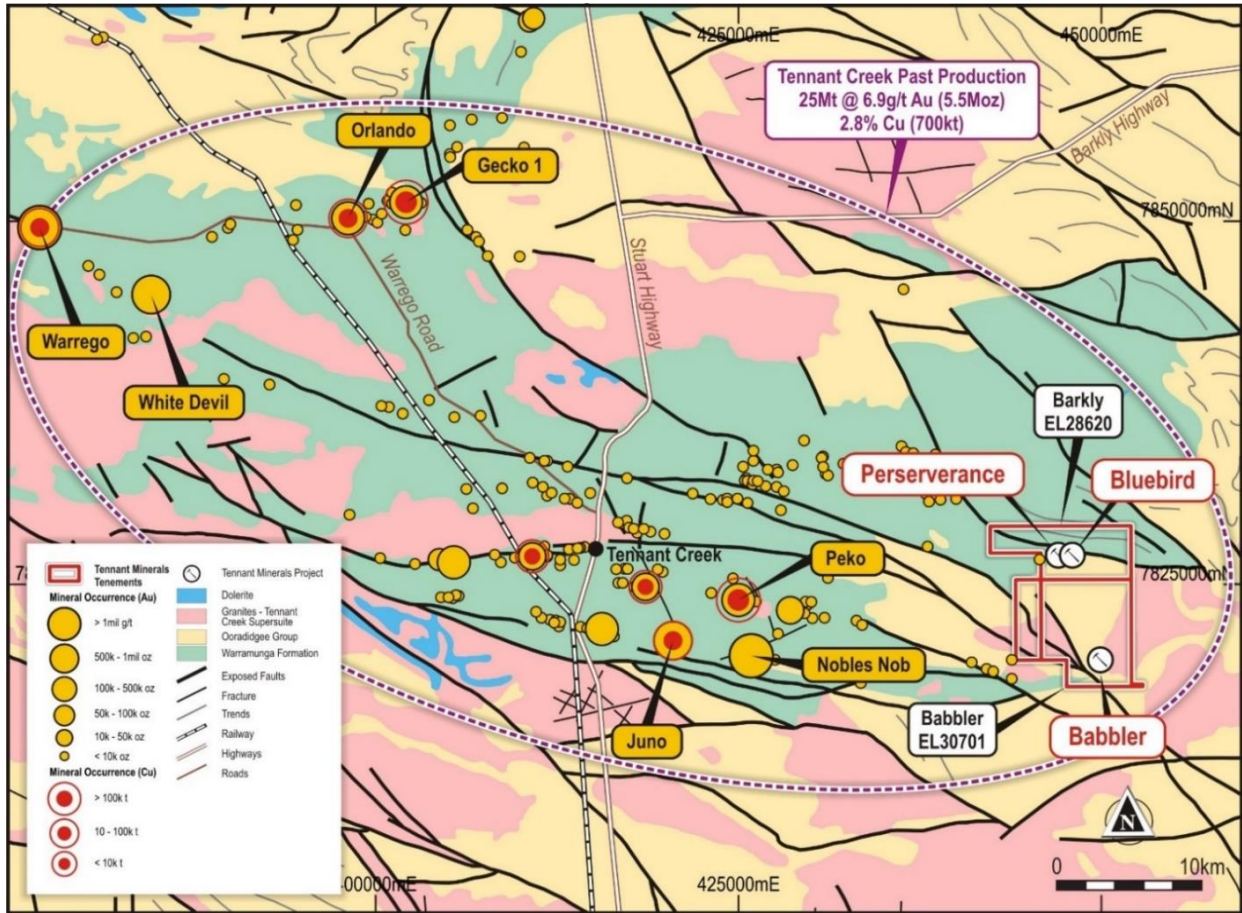 425000mE
450000mE
Tennant Creek Past Production
25Mt @ 6.9g/t Au (5.5Moz)
2.8% Cu (700kt)
Barkly Highway
Orlando
Gecko 1
7850000mN
Stuart Highway
Warrego Road
Warrego
White Devil
Barkly
EL28620
Perserverance
Bluebird
Tennant Creek
Peko
7825000mN
782
Nobles Nob
Juno
Babbler
EL30701
Babbler
Tennant Minerals
Tenements
Mineral Occurrence (Au)
> 1mil g/t
500k - 1mil oz
100k - 500k oz
50k - 100k oz
10k - 50k oz
< 10k oz
Mineral Occurrence (Cu)
> 100k t
10 - 100k t
< 10k t
Tennant Minerals Project
Dolerite
Granites - Tennant
Creek Supersuite
Ooradidgee Group
Warramunga Formation
Exposed Faults
Fracture
Trends
Railway
Highways
Roads
00000mE
425000mE
N
0 10km